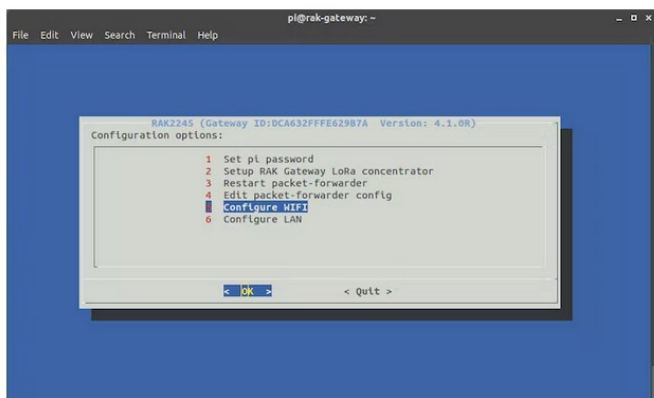 pi@rak-gateway: ~
File Edit View Search Terminal Help
RAK2245 (Gateway ID:DCA632FFFE629B7A Version: 4.1.0R)
Configuration options:
1 Set pi password
2 Setup RAK Gateway LoRa concentrator
3 Restart packet-forwarder
4 Edit packet-forwarder config
5 Configure WIFI
6 Configure LAN
< OK > < Quit >